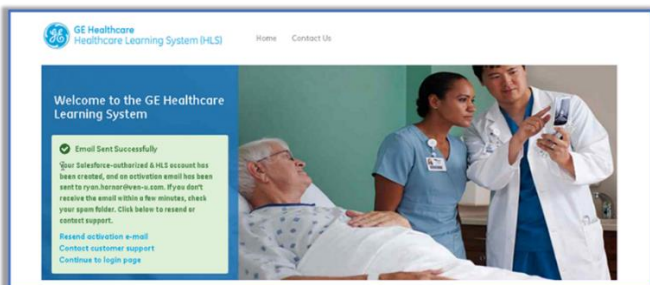 GE Healthcare
Healthcare Learning System (HLS)
Home Contact Us
Welcome to the GE Healthcare
Learning System
Email Sent Successfully
Your Salesforce-authorized & HLS account has
been created, and an activation email has been
sent to ryan.harnar@ven-u.com. If you don't
receive the email within a few minutes, check
your spam folder. Click below to resend or
contact support.
Resend activation e-mail
Contact customer support
Continue to login page